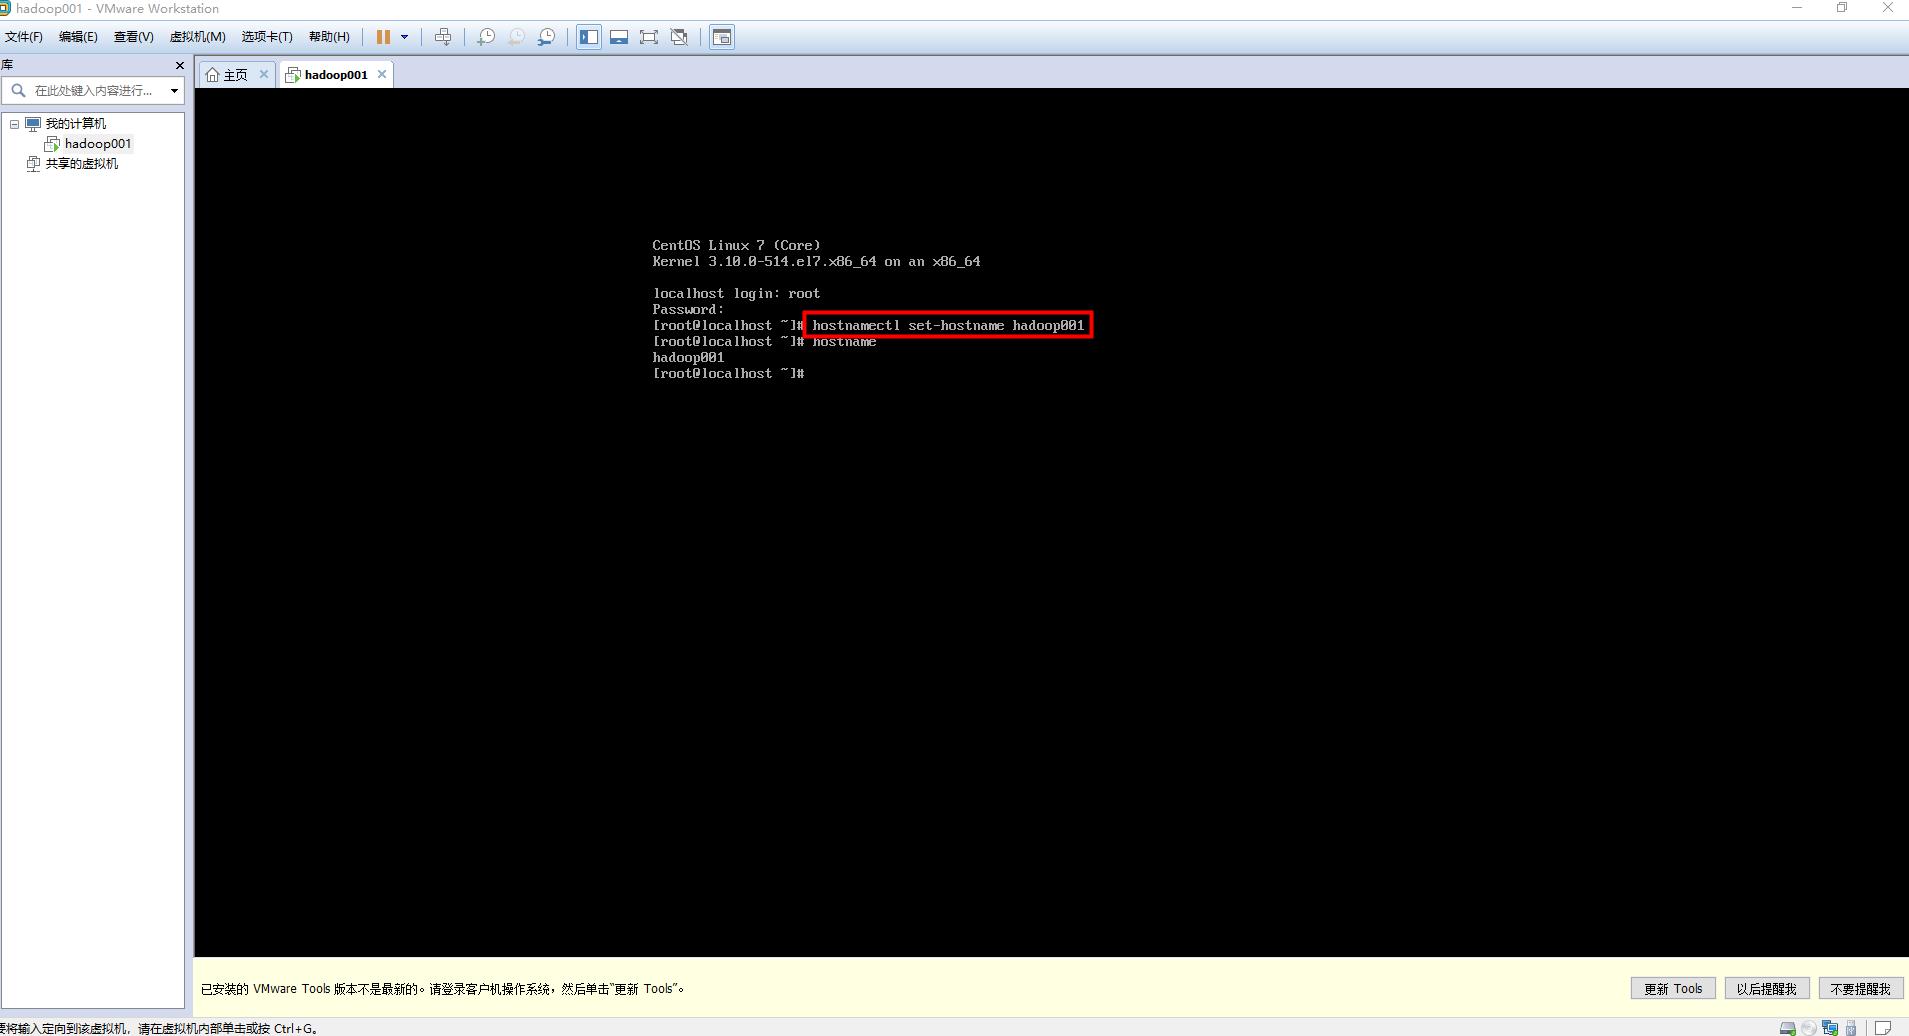 hadoop001 - VMware Workstation
文件(F) 编辑(E) 查看(V) 虚拟机(M) 选项卡(T) 帮助(H)
库
主页
hadoop001
在此处键入内容进行...
我的计算机
hadoop001
共享的虚拟机
CentOS Linux 7 (Core)
Kernel 3.10.0-514.el7.x86_64 on an x86_64
localhost login: root
Password:
[root@localhost ~]# hostnamectl set-hostname hadoop001
[root@localhost ~]# hostname
hadoop001
[root@localhost ~]#
已安装的 VMware Tools 版本不是最新的。请登录客户机操作系统，然后单击“更新 Tools”。
更新 Tools
以后提醒我
不要提醒我
要将输入定向到该虚拟机，请在虚拟机内部单击或按 Ctrl+G。